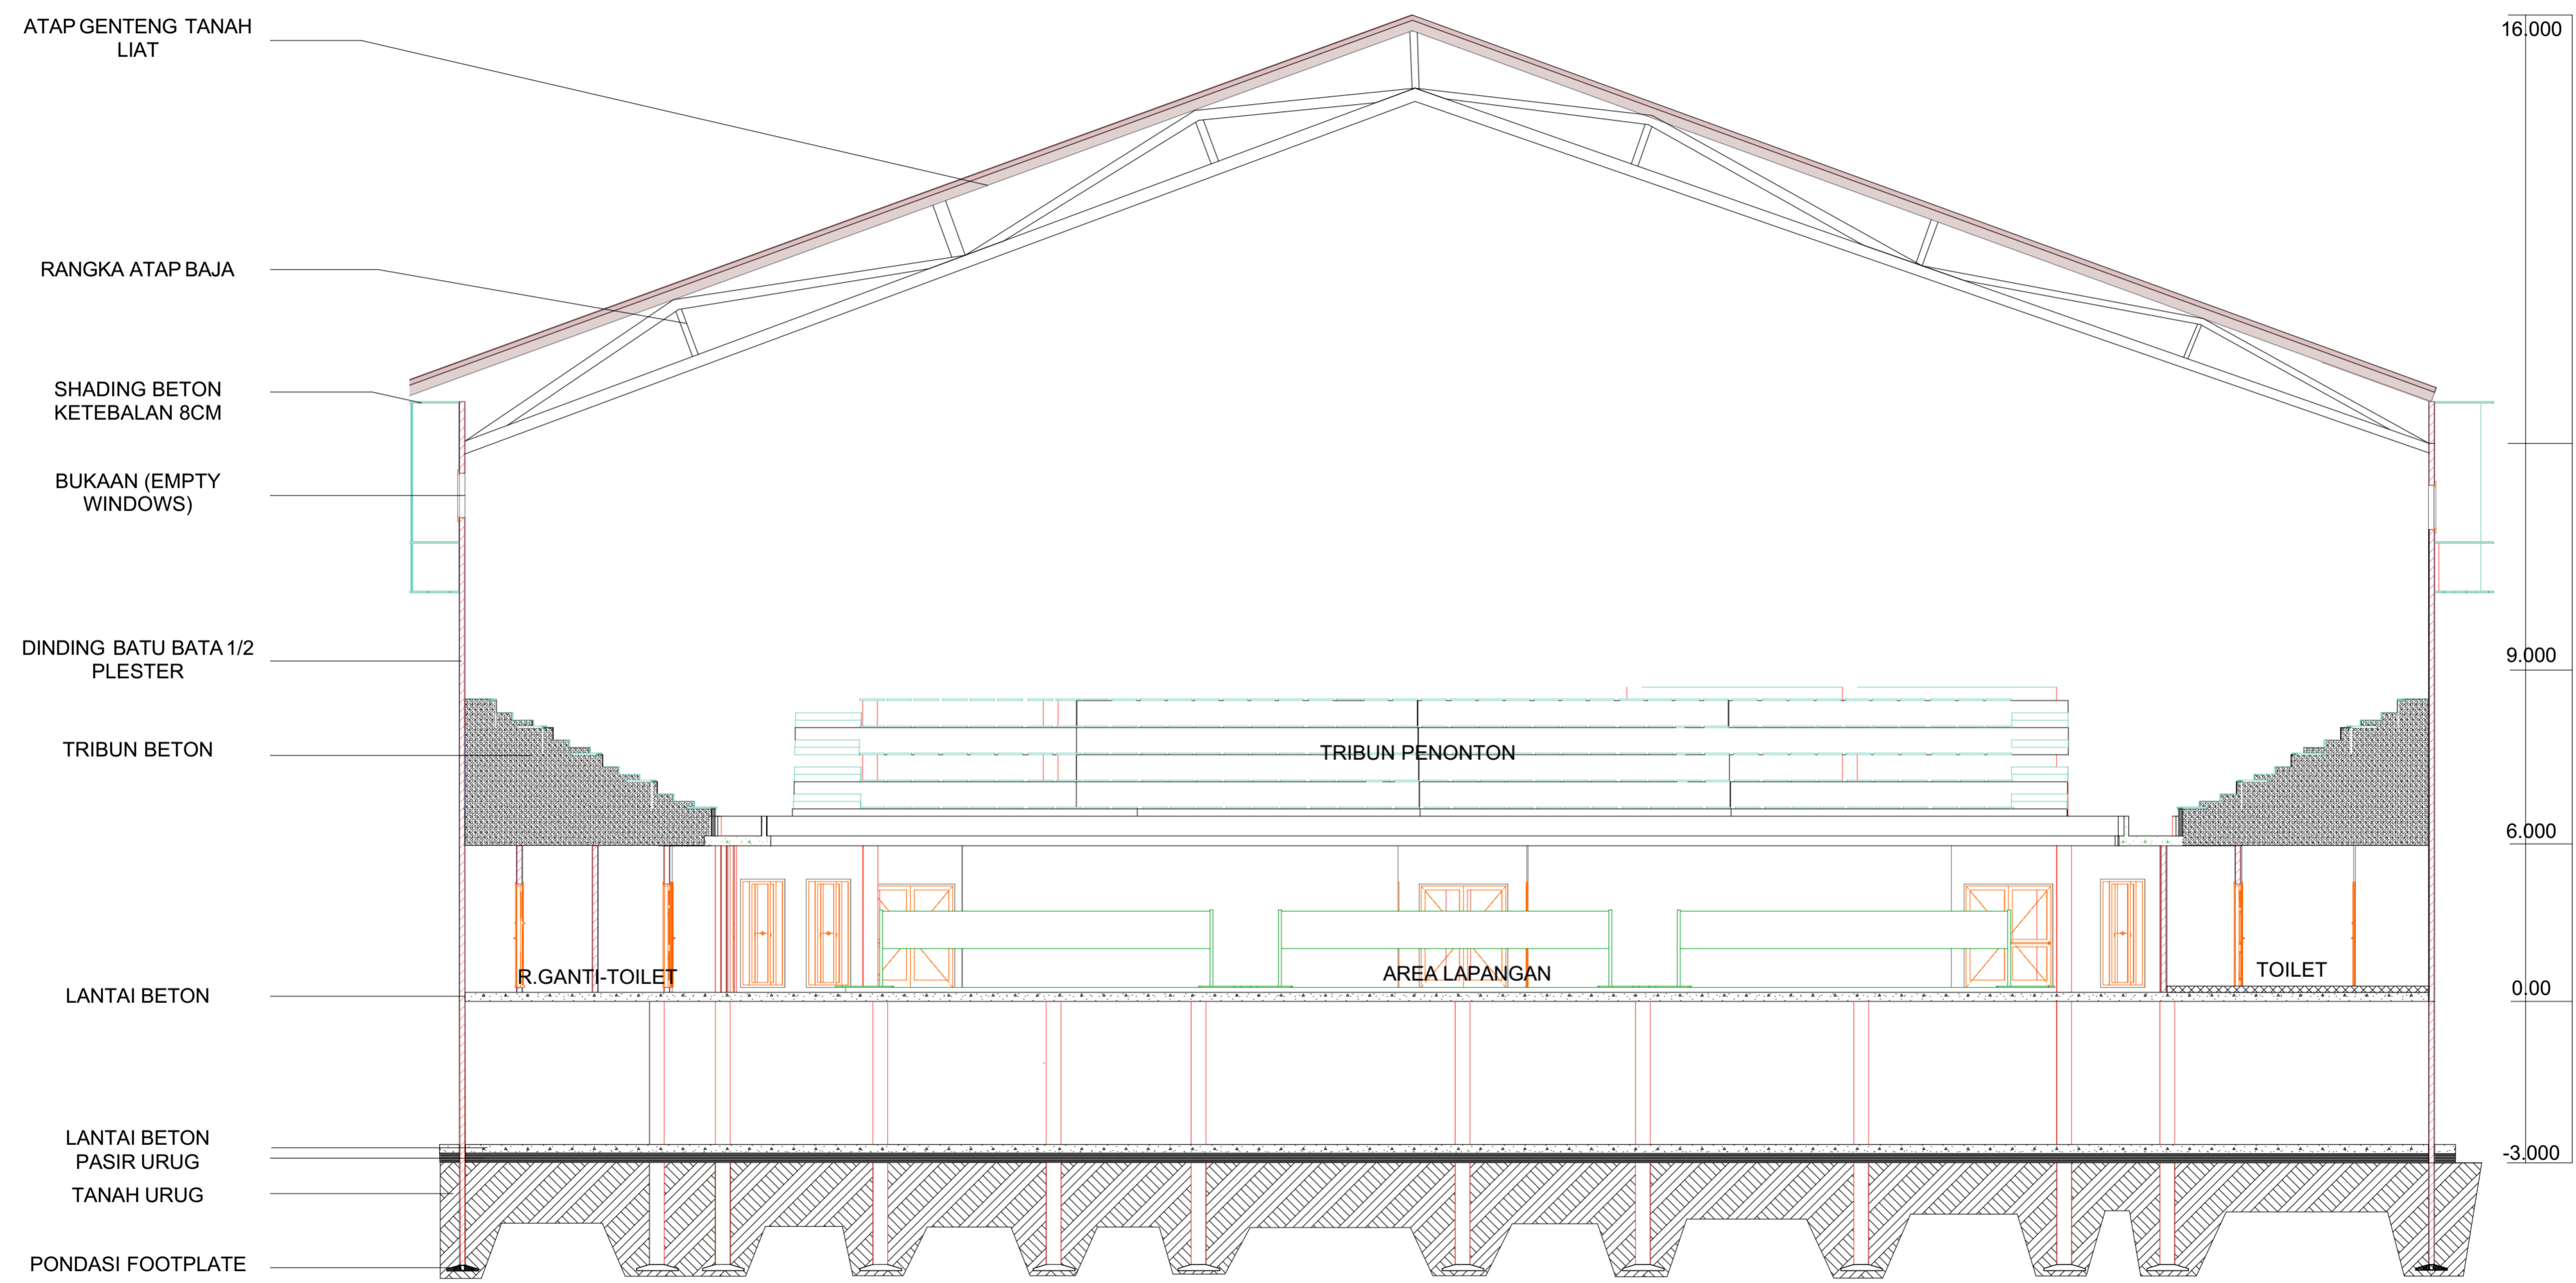 ATAP GENTENG TANAH
LIAT
RANGKA ATAP BAJA
SHADING BETON
KETEBALAN 8CM
BUKAAN (EMPTY
WINDOWS)
DINDING BATU BATA 1/2
PLESTER
TRIBUN BETON
LANTAI BETON
LANTAI BETON
PASIR URUG
TANAH URUG
PONDASI FOOTPLATE
TRIBUN PENONTON
R.GANTI-TOILET
AREA LAPANGAN
TOILET
16.000
9.000
6.000
0.00
-3.000